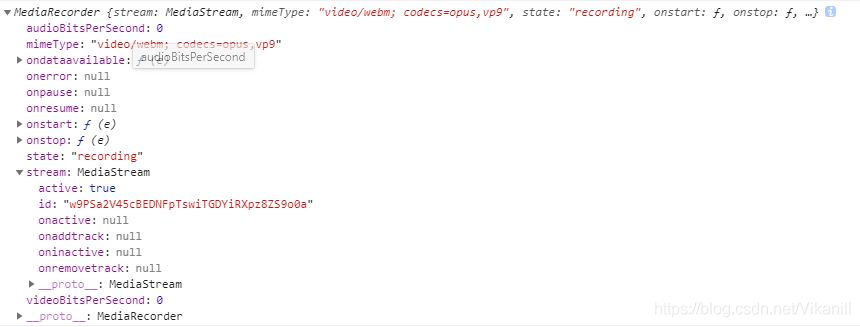 MediaRecorder {stream: MediaStream, mimeType: "video/webm; codecs=opus,vp9", state: "recording", onstart: ƒ, onstop: ƒ, …} i
audioBitsPerSecond: 0
mimeType: "video/webm; codecs=opus,vp9"
audioBitsPerSecond
ondataavailable: ƒ (e)
onerror: null
onpause: null
onresume: null
onstart: ƒ (e)
onstop: ƒ (e)
state: "recording"
stream: MediaStream
active: true
id: "w9PSa2V45cBEDNFpTswiTGDYiRXpz8ZS9o0a"
onactive: null
onaddtrack: null
oninactive: null
onremovetrack: null
__proto__: MediaStream
videoBitsPerSecond: 0
__proto__: MediaRecorder
https://blog.csdn.net/Vikanill